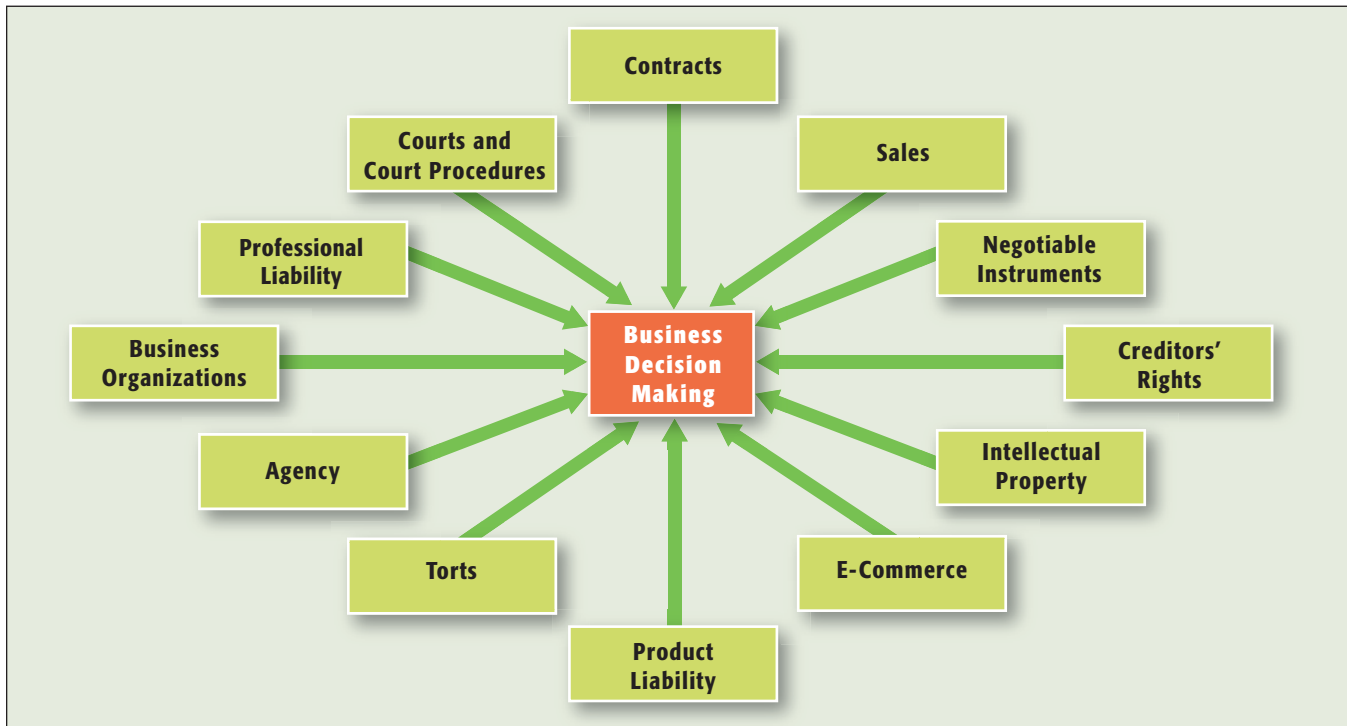 Contracts
Courts and
Court Procedures
Sales
Professional
Liability
Negotiable
Instruments
Business
Organizations
Business
Decision
Making
Creditors’
Rights
Agency
Intellectual
Property
Torts
E-Commerce
Product
Liability